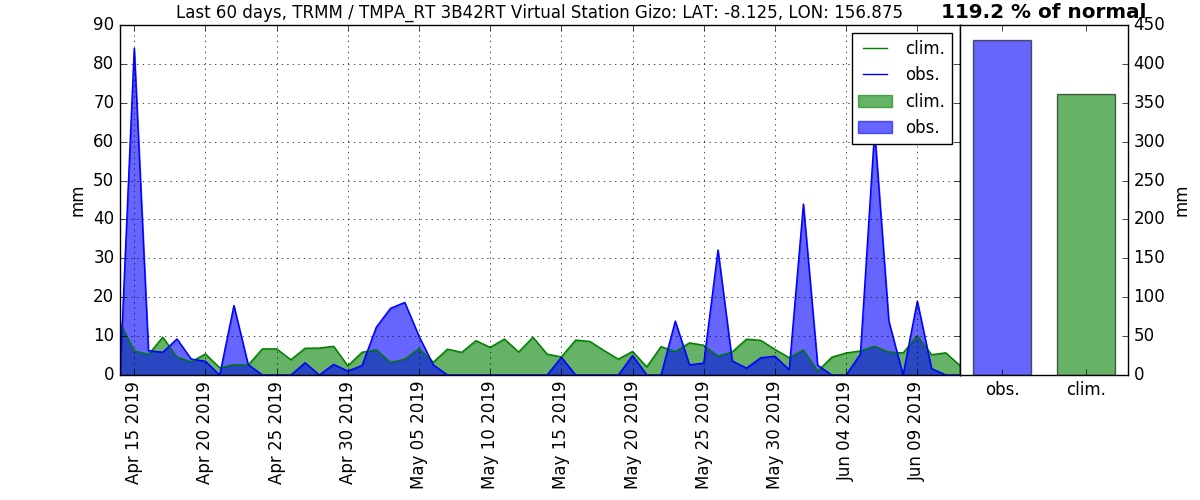 Last 60 days, TRMM / TMPA_RT 3B42RT Virtual Station Gizo: LAT: -8.125, LON: 156.875
119.2 % of normal
90
80
70
60
50
40
30
20
10
0
mm
clim.
obs.
clim.
obs.
Apr 15 2019
Apr 20 2019
Apr 25 2019
Apr 30 2019
May 05 2019
May 10 2019
May 15 2019
May 20 2019
May 25 2019
May 30 2019
Jun 04 2019
Jun 09 2019
450
400
350
300
250
200
150
100
50
0
mm
obs.
clim.